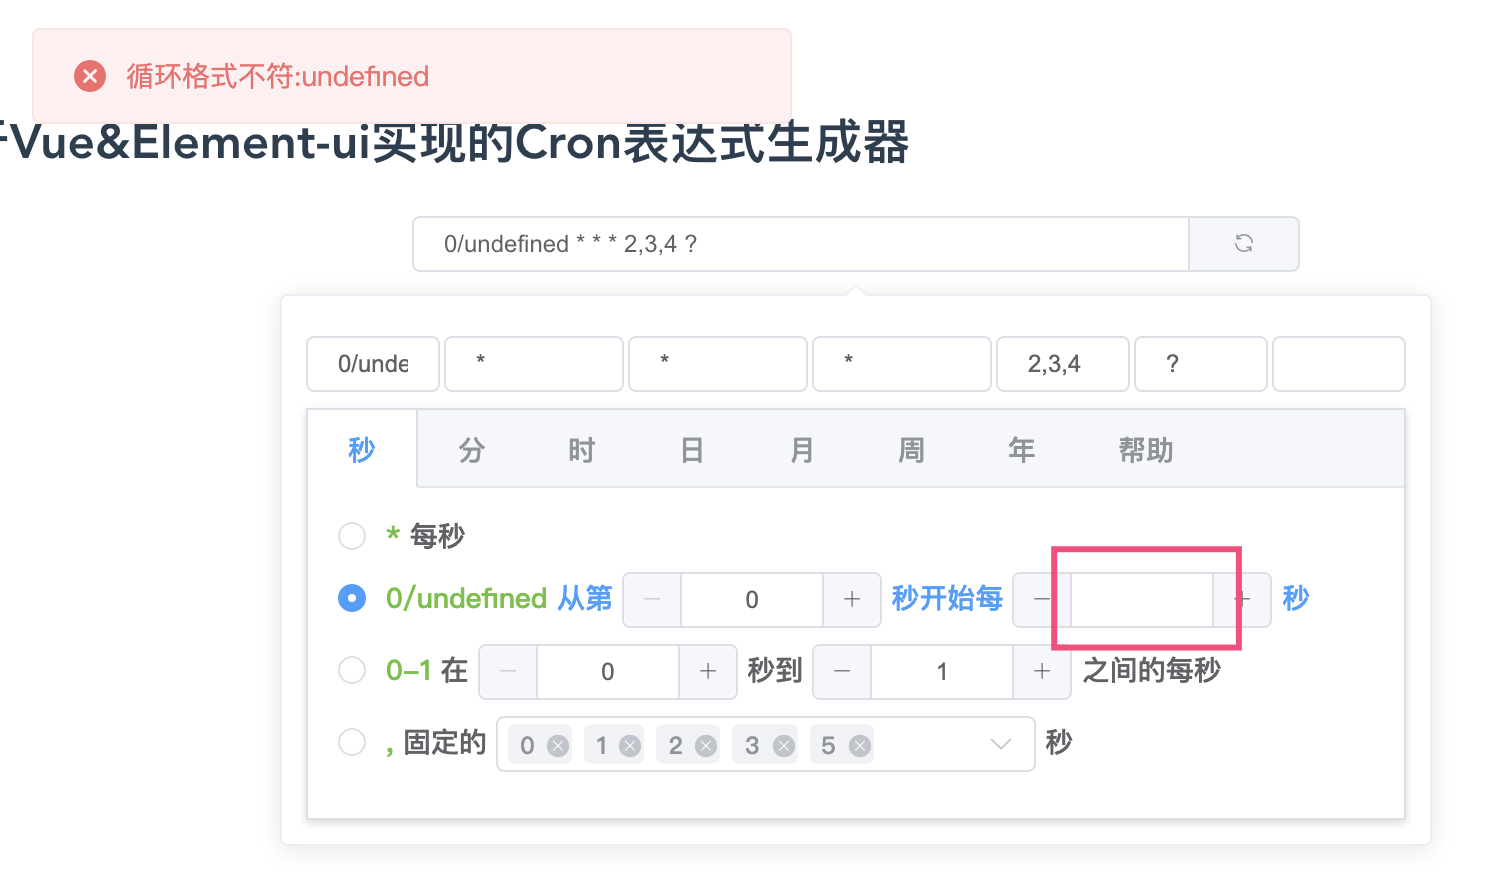 循环格式不符:undefined
Vue&Element-ui实现的Cron表达式生成器
0/undefined * * * 2,3,4 ?
0/unde * * * 2,3,4 ?
秒 分 时 日 月 周 年 帮助
* 每秒
0/undefined 从第 0 秒开始每 秒
0-1 在 0 秒到 1 之间的每秒
, 固定的 0 1 2 3 5 秒